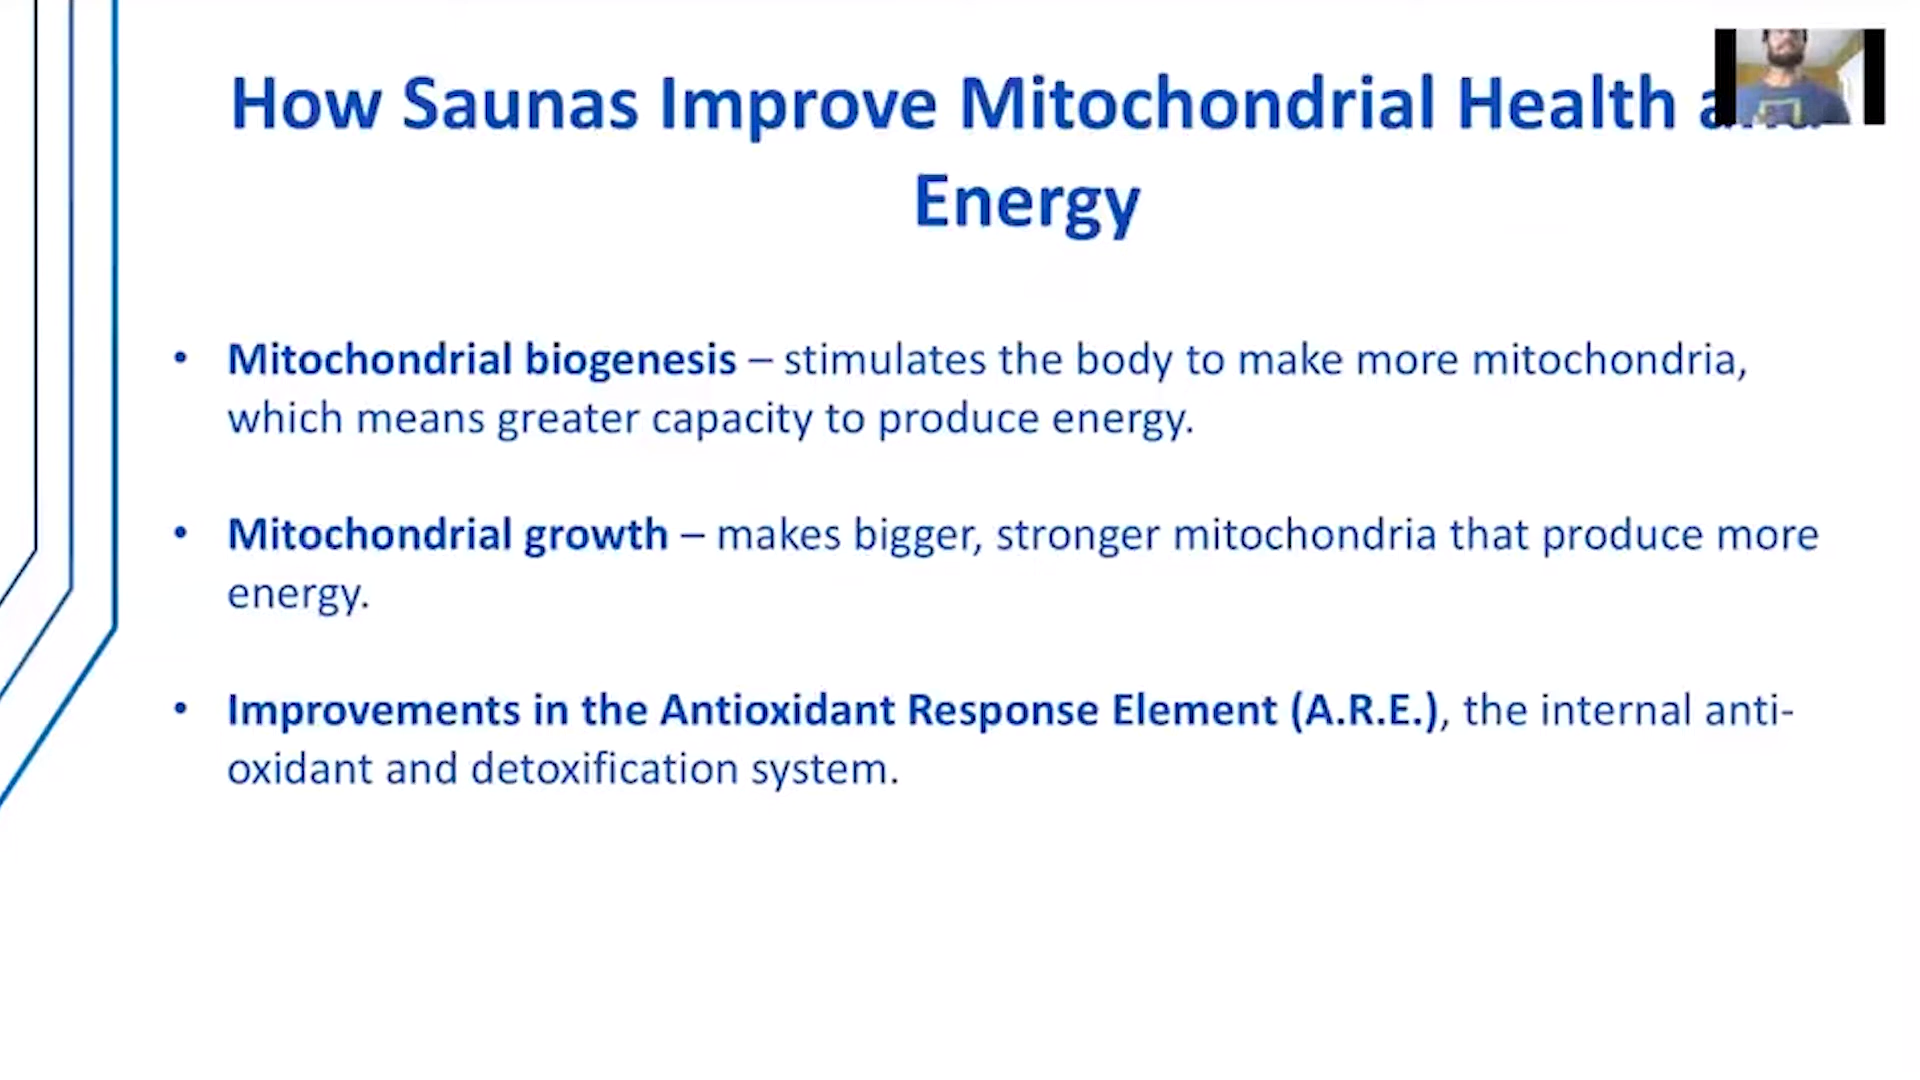 How Saunas Improve Mitochondrial Health
Energy
• Mitochondrial biogenesis – stimulates the body to make more mitochondria,
which means greater capacity to produce energy.
• Mitochondrial growth – makes bigger, stronger mitochondria that produce more
energy.
• Improvements in the Antioxidant Response Element (A.R.E.), the internal anti-
oxidant and detoxification system.